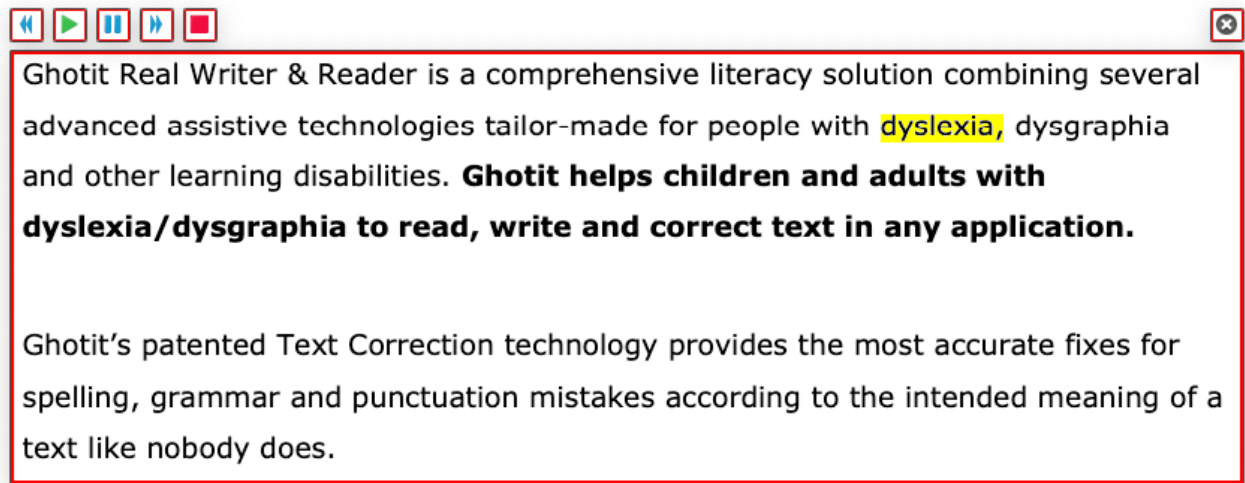 Ghotit Real Writer & Reader is a comprehensive literacy solution combining several
advanced assistive technologies tailor-made for people with dyslexia, dysgraphia
and other learning disabilities. Ghotit helps children and adults with
dyslexia/dysgraphia to read, write and correct text in any application.
Ghotit’s patented Text Correction technology provides the most accurate fixes for
spelling, grammar and punctuation mistakes according to the intended meaning of a
text like nobody does.